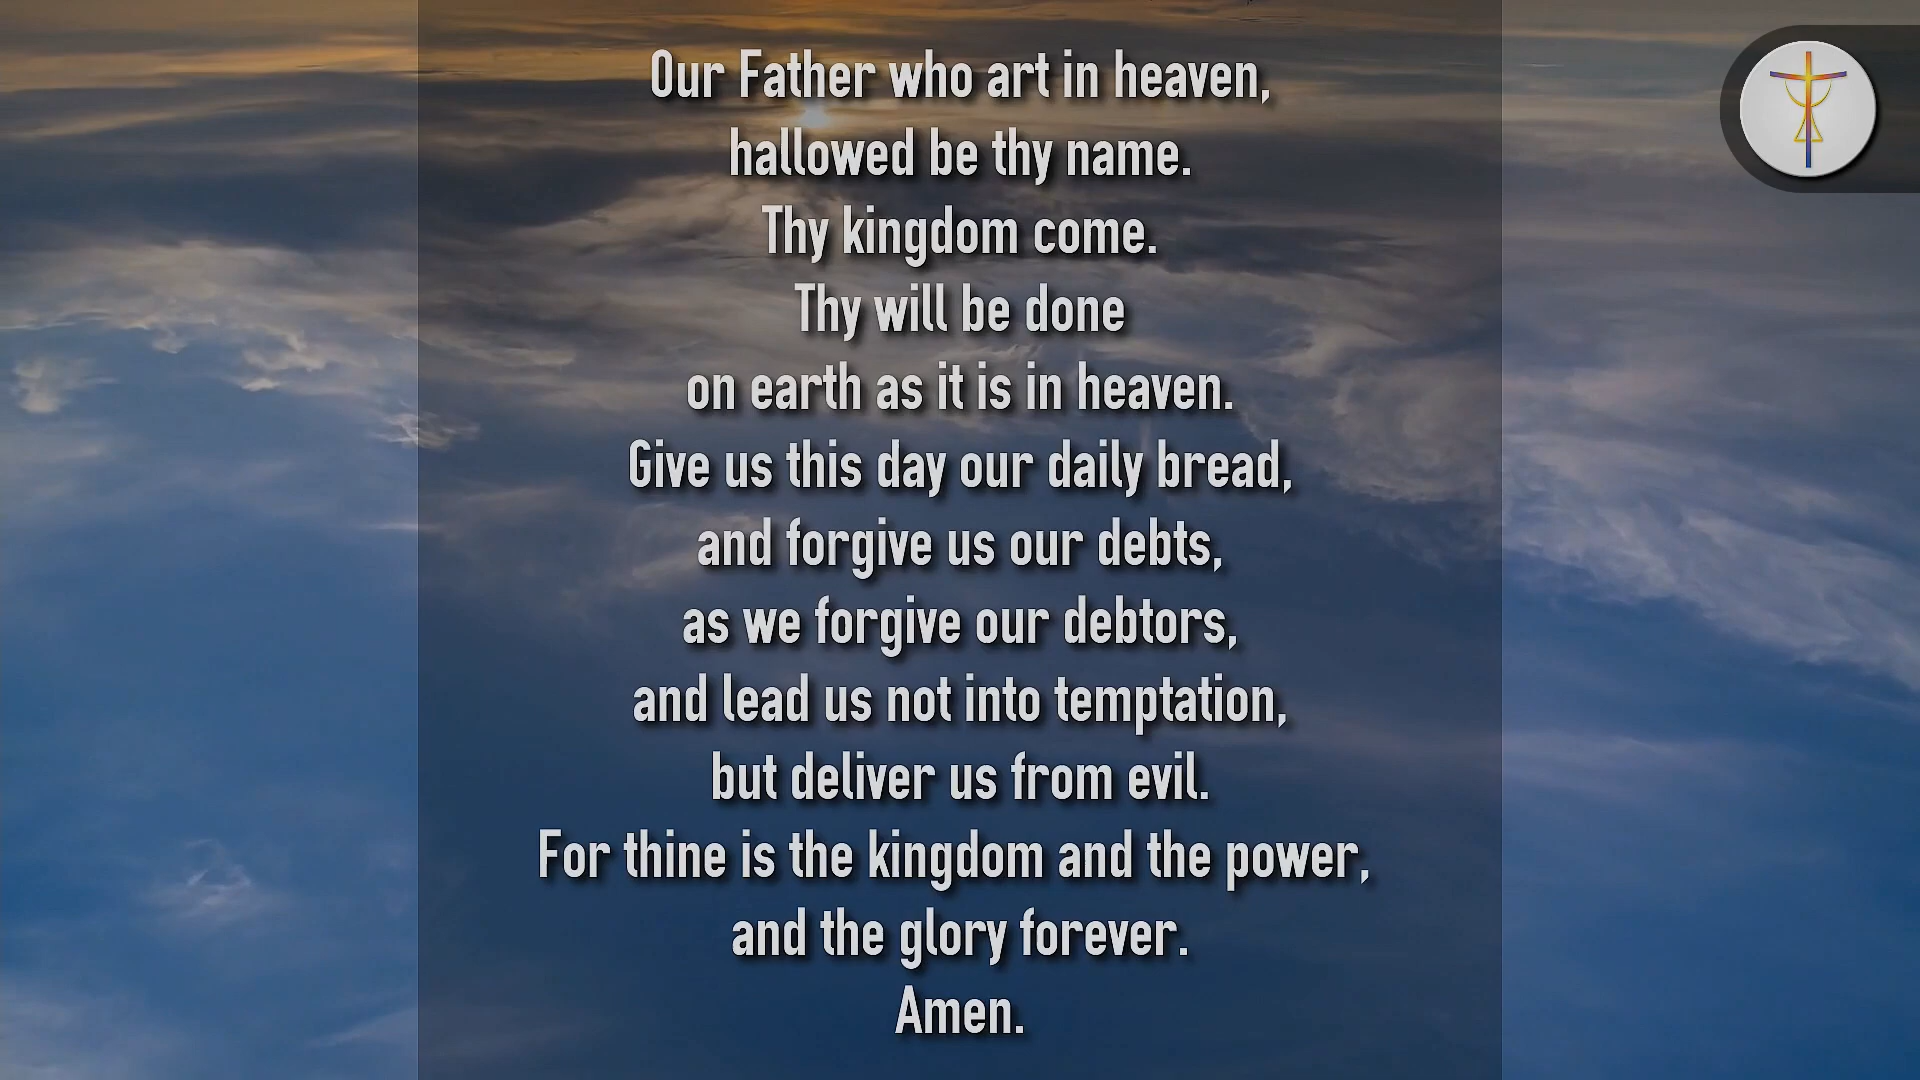 Our Father who art in heaven,
hallowed be thy name.
Thy kingdom come.
Thy will be done
on earth as it is in heaven.
Give us this day our daily bread,
and forgive us our debts,
as we forgive our debtors,
and lead us not into temptation,
but deliver us from evil.
For thine is the kingdom and the power,
and the glory forever.
Amen.